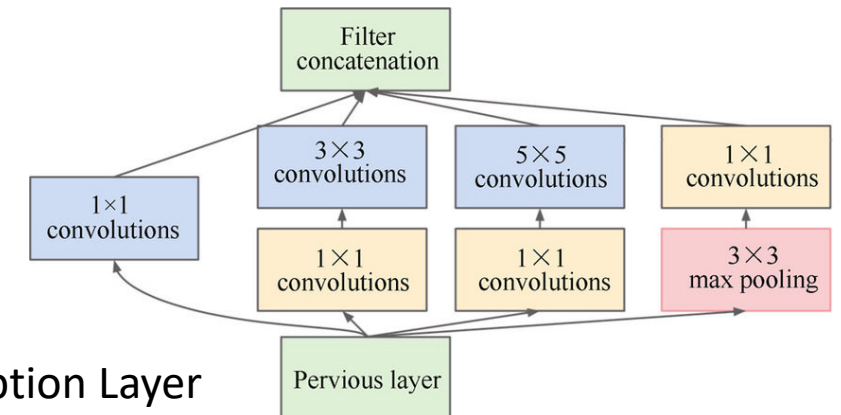 Filter
concatenation
3×3
convolutions
5×5
convolutions
1×1
convolutions
1×1
convolutions
1×1
convolutions
1×1
convolutions
3×3
max pooling
Pervious layer
ption Layer